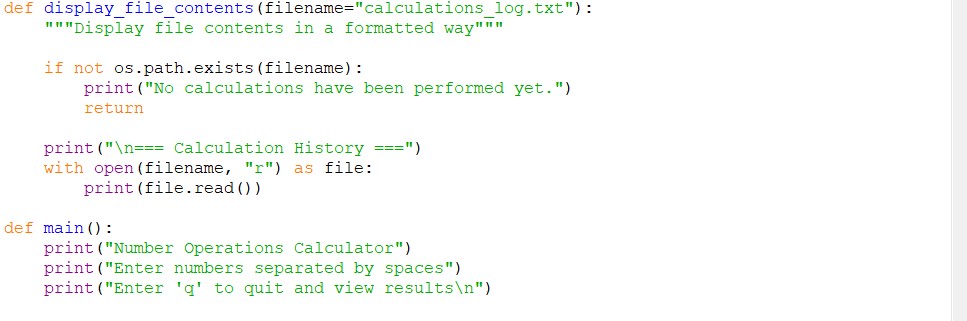 def display_file_contents(filename="calculations_log.txt"):
    """Display file contents in a formatted way"""

    if not os.path.exists(filename):
        print("No calculations have been performed yet.")
        return

    print("\n=== Calculation History ===")
    with open(filename, "r") as file:
        print(file.read())

def main():
    print("Number Operations Calculator")
    print("Enter numbers separated by spaces")
    print("Enter 'q' to quit and view results\n")